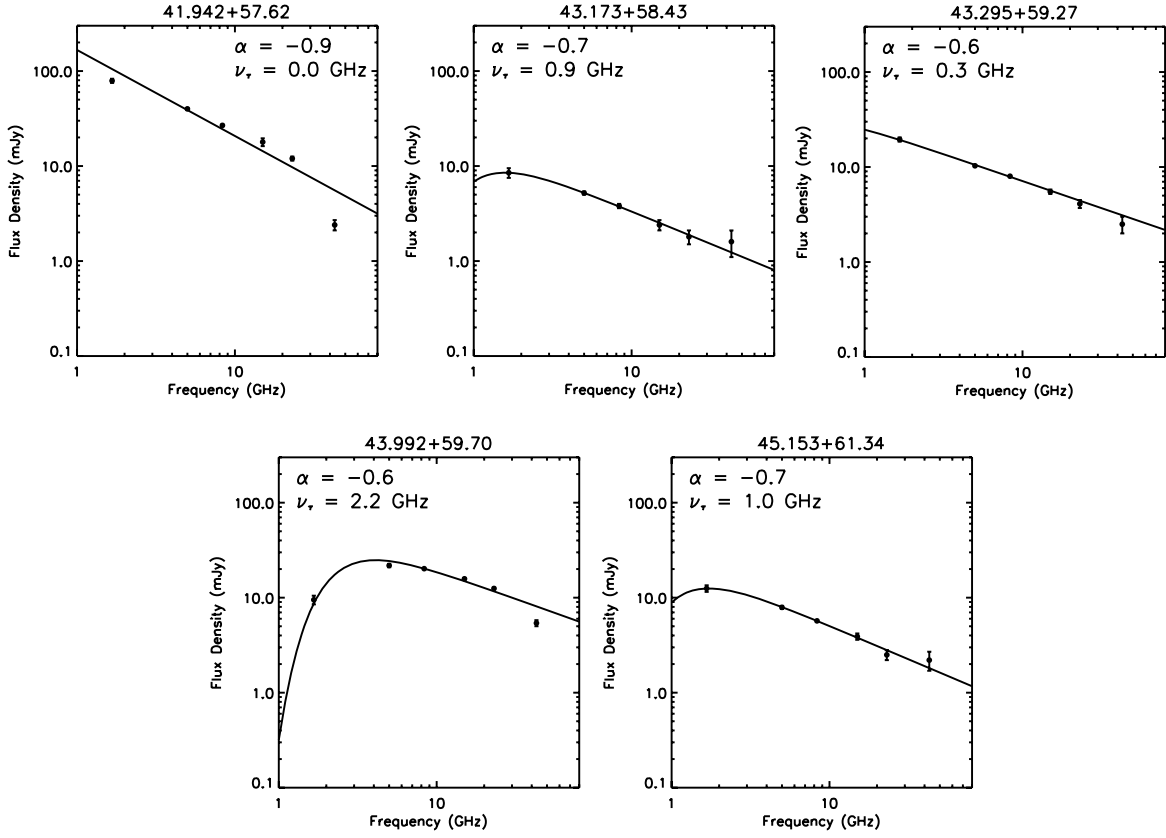 41.942+57.62
α = −0.9
ντ = 0.0 GHz
100.0
10.0
1.0
0.1
Flux Density (mJy)
1
10
Frequency (GHz)
43.173+58.43
α = −0.7
ντ = 0.9 GHz
100.0
10.0
1.0
0.1
Flux Density (mJy)
1
10
Frequency (GHz)
43.295+59.27
α = −0.6
ντ = 0.3 GHz
100.0
10.0
1.0
0.1
Flux Density (mJy)
1
10
Frequency (GHz)
43.992+59.70
α = −0.6
ντ = 2.2 GHz
100.0
10.0
1.0
0.1
Flux Density (mJy)
1
10
Frequency (GHz)
45.153+61.34
α = −0.7
ντ = 1.0 GHz
100.0
10.0
1.0
0.1
Flux Density (mJy)
1
10
Frequency (GHz)